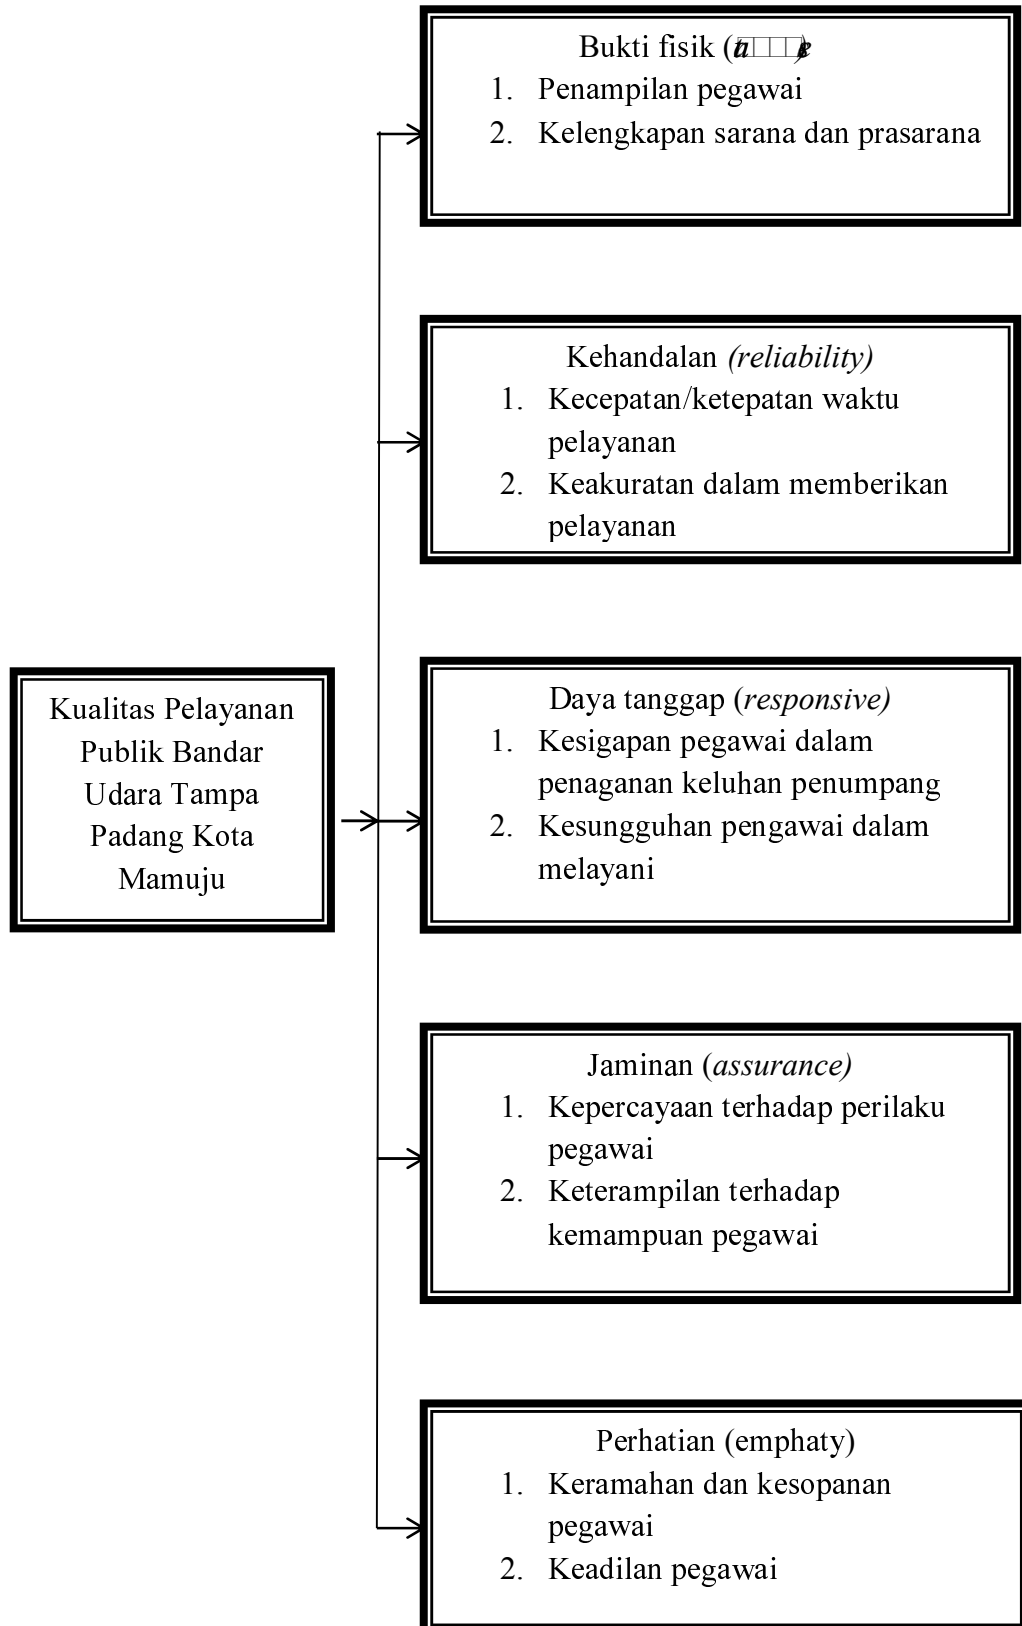 Bukti fisik (
1. Penampilan pegawai
2. Kelengkapan sarana dan prasarana
Kehandalan (reliability)
1. Kecepatan/ketepatan waktu
pelayanan
2. Keakuratan dalam memberikan
pelayanan
Kualitas Pelayanan
Publik Bandar
Udara Tampa
Padang Kota
Mamuju
Daya tanggap (responsive)
1. Kesigapan pegawai dalam
penaganan keluhan penumpang
2. Kesungguhan pengawai dalam
melayani
Jaminan (assurance)
1. Kepercayaan terhadap perilaku
pegawai
2. Keterampilan terhadap
kemampuan pegawai
Perhatian (emphaty)
1. Keramahan dan kesopanan
pegawai
2. Keadilan pegawai